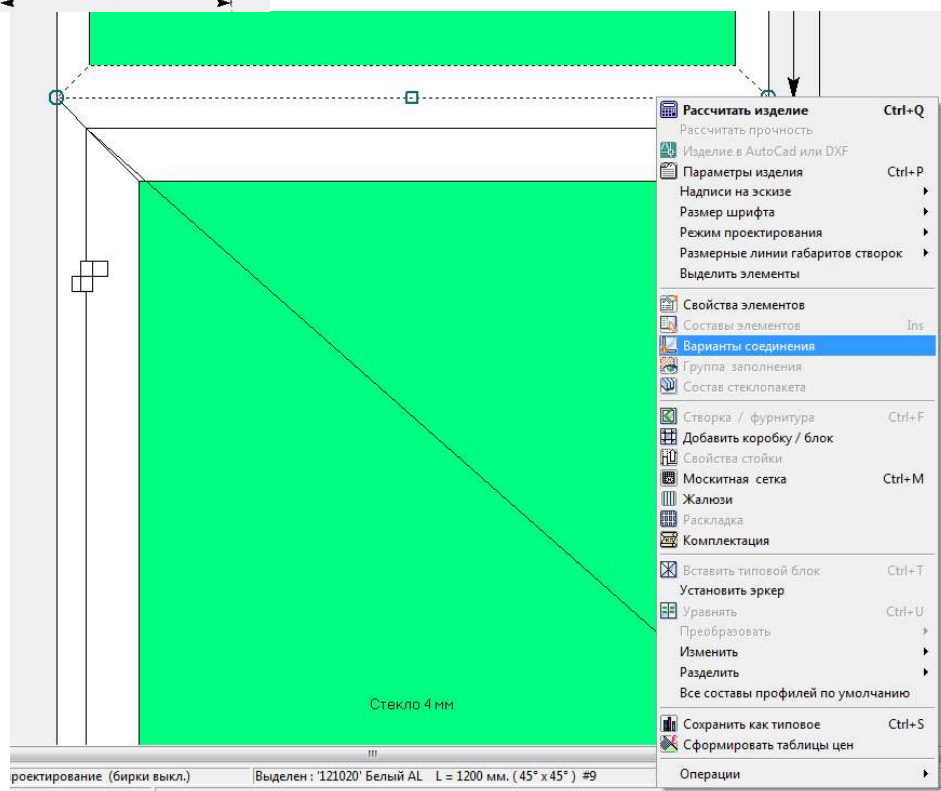 Рассчитать изделие Ctrl+Q
Рассчитать прочность
Изделие в AutoCad или DXF
Параметры изделия Ctrl+P
Надписи на эскизе
Размер шрифта
Режим проектирования
Размерные линии габаритов створок
Выделить элементы
Свойства элементов
Составы элементов Ins
Варианты соединения
Группа заполнения
Состав стеклопакета
Створка / фурнитура Ctrl+F
Добавить коробку / блок
Свойства стойки
Москитная сетка Ctrl+M
Жалюзи
Раскладка
Комплектация
Вставить типовой блок Ctrl+T
Установить эркер
Уравнять Ctrl+U
Преобразовать
Изменить
Разделить
Все составы профилей по умолчанию
Стекло 4 мм
Сохранить как типовое Ctrl+S
Сформировать таблицы цен
Операции
роектирование (бирки выкл.) Выделен : '121020' Белый AL L = 1200 мм. ( 45° x 45° ) #9